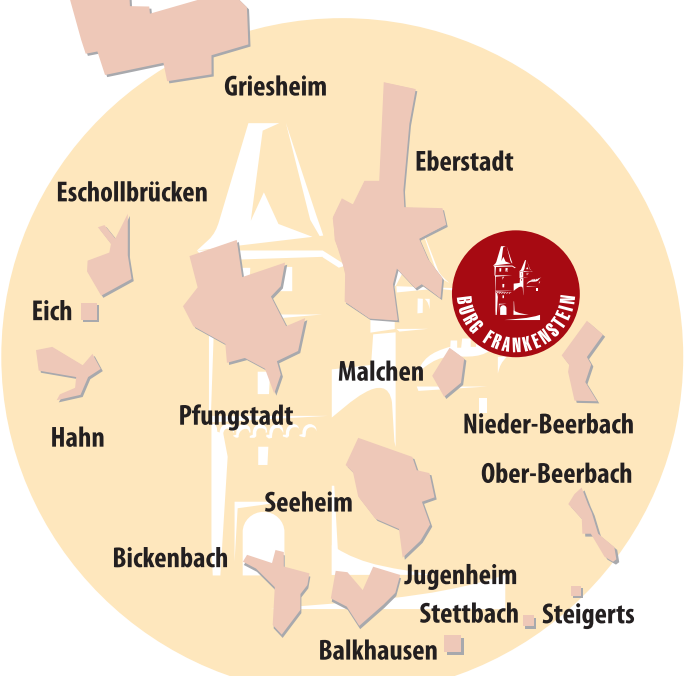 Griesheim
Eberstadt
Eschollbrücken
Eich
BURG FRANKENSTEIN
Malchen
Pfungstadt
Nieder-Beerbach
Hahn
Ober-Beerbach
Seeheim
Bickenbach
Jugenheim
Stettbach
Steigerts
Balkhausen